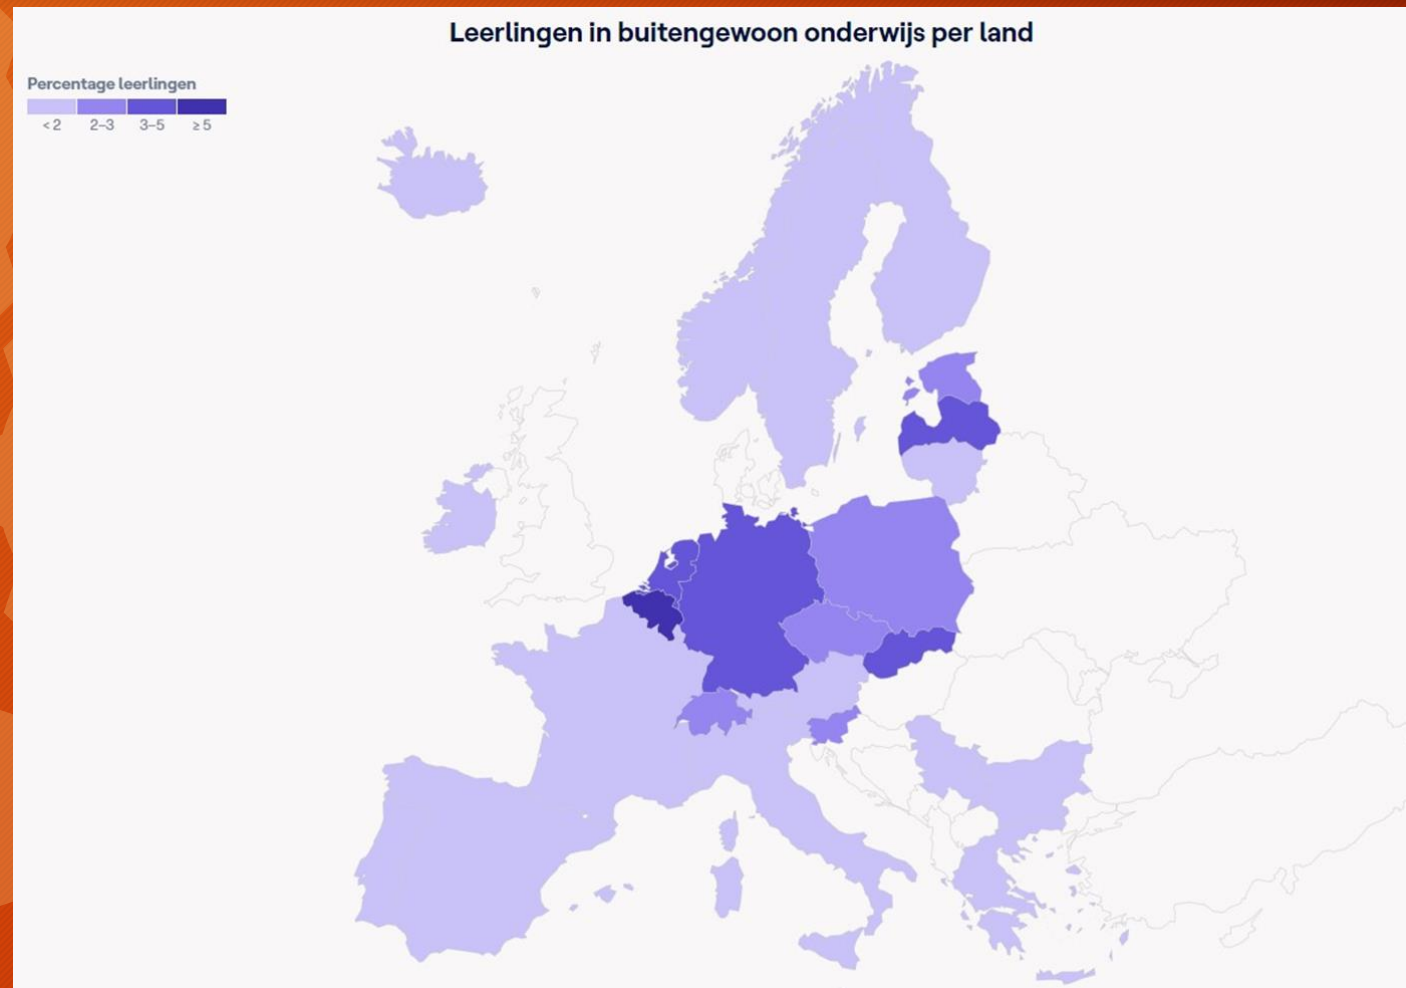 Leerlingen in buitengewoon onderwijs per land
Percentage leerlingen
< 2 2–3 3–5 ≥ 5